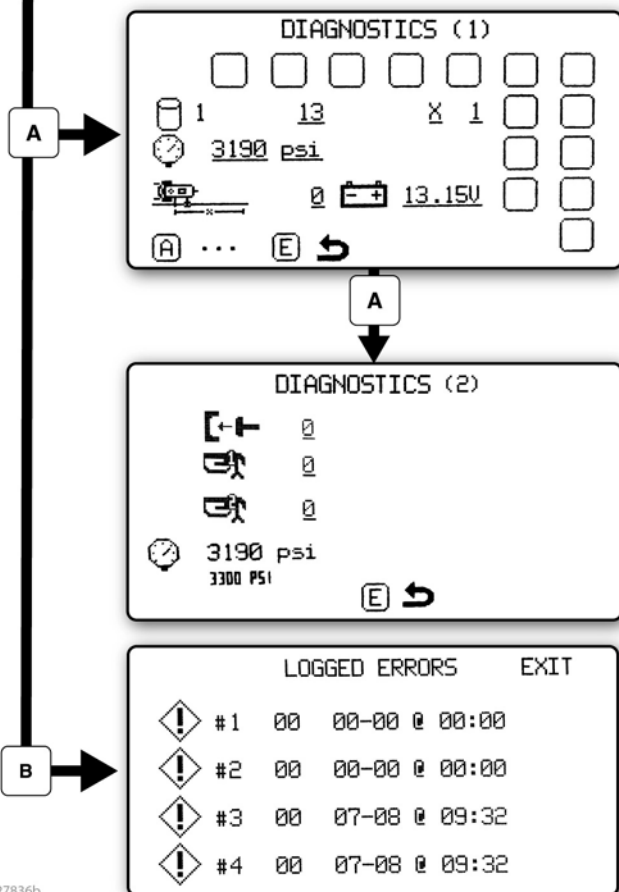 DIAGNOSTICS (1)
1 13 X 1
A
3190 psi
0 - + 13.15V
x
A ... E
A
DIAGNOSTICS (2)
0
0
0
3190 psi
3300 PSI
E
LOGGED ERRORS EXIT
#1 00 00-00 @ 00:00
#2 00 00-00 @ 00:00
B
#3 00 07-08 @ 09:32
#4 00 07-08 @ 09:32